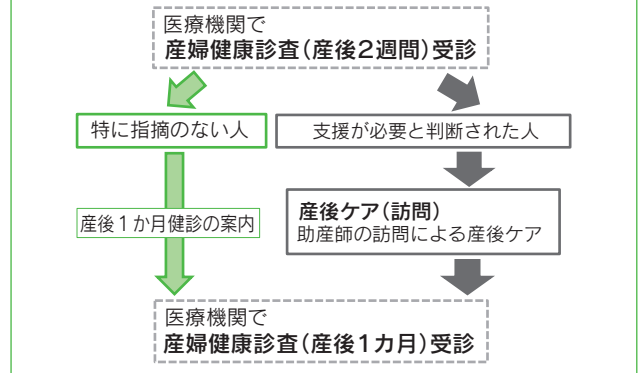 医療機関で
産婦健康診査(産後2週間)受診
特に指摘のない人
支援が必要と判断された人
産後1か月健診の案内
産後ケア(訪問)
助産師の訪問による産後ケア
医療機関で
産婦健康診査(産後1カ月)受診